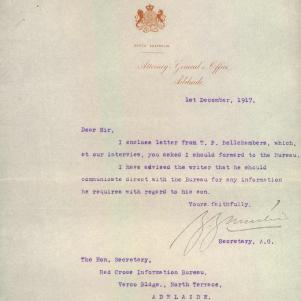 SOUTH AUSTRALIA
Attorney General's Office,
Adelaide,
1st December, 1917.
Dear Sir,
I enclose letter from T. P. Bellchambers, which,
at our interview, you asked I should forward to the Bureau.
I have advised the writer that he should
communicate direct with the Bureau for any information
he requires with regard to his son.
Yours faithfully,
Secretary, A.G.
The Hon. Secretary,
Red Cross Information Bureau,
Verco Bldgs., North Terrace,
ADELAIDE.